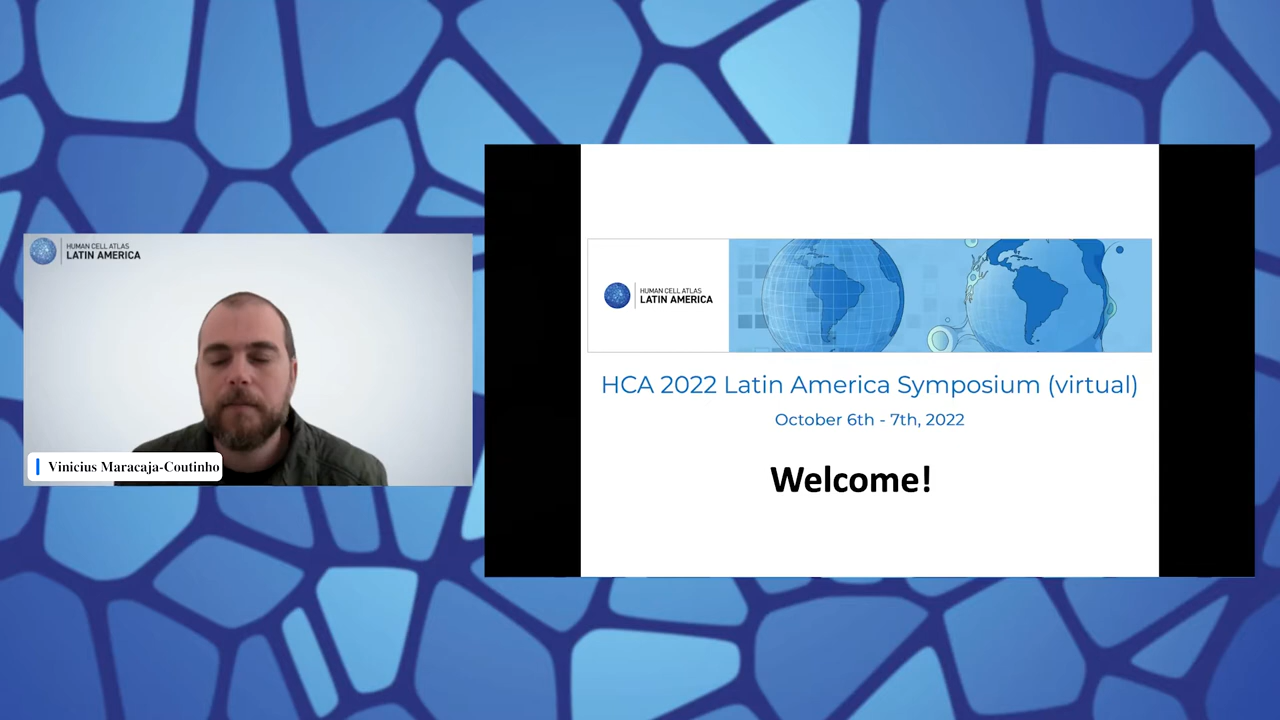 HUMAN CELL ATLAS
LATIN AMERICA
Vinicius Maracaja-Coutinho
HUMAN CELL ATLAS
LATIN AMERICA
HCA 2022 Latin America Symposium (virtual)
October 6th - 7th, 2022
Welcome!